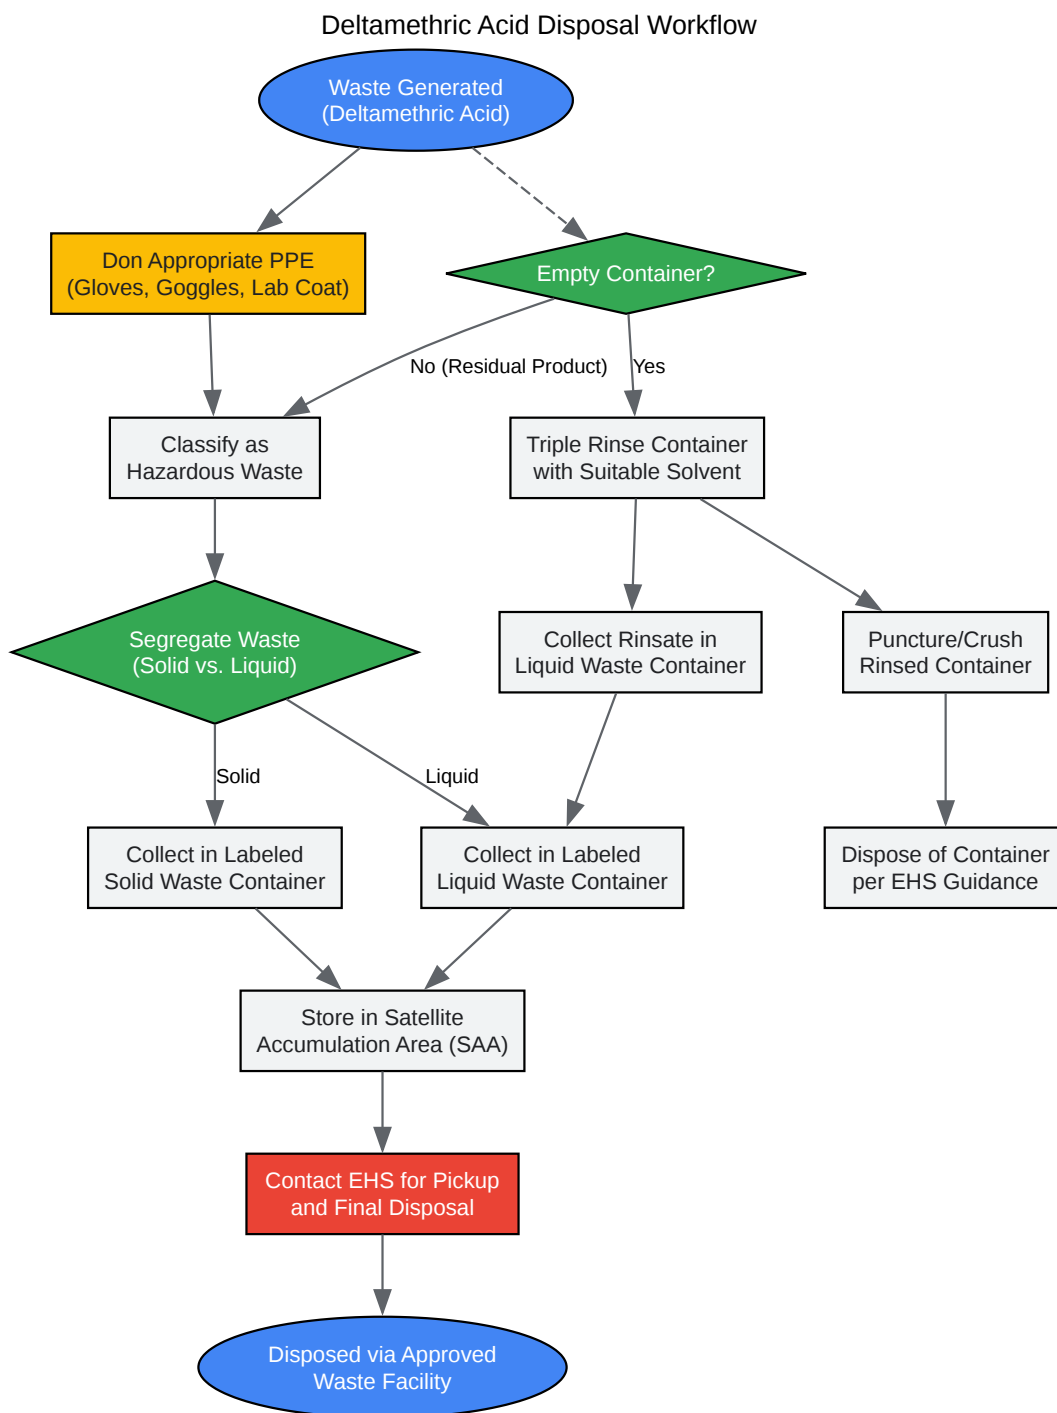 Deltamethric Acid Disposal Workflow
Waste Generated
(Deltamethric Acid)
Don Appropriate PPE
(Gloves, Goggles, Lab Coat)
Empty Container?
No (Residual Product)
Yes
Classify as
Hazardous Waste
Triple Rinse Container
with Suitable Solvent
Segregate Waste
(Solid vs. Liquid)
Collect Rinsate in
Liquid Waste Container
Puncture/Crush
Rinsed Container
Solid
Liquid
Collect in Labeled
Solid Waste Container
Collect in Labeled
Liquid Waste Container
Dispose of Container
per EHS Guidance
Store in Satellite
Accumulation Area (SAA)
Contact EHS for Pickup
and Final Disposal
Disposed via Approved
Waste Facility